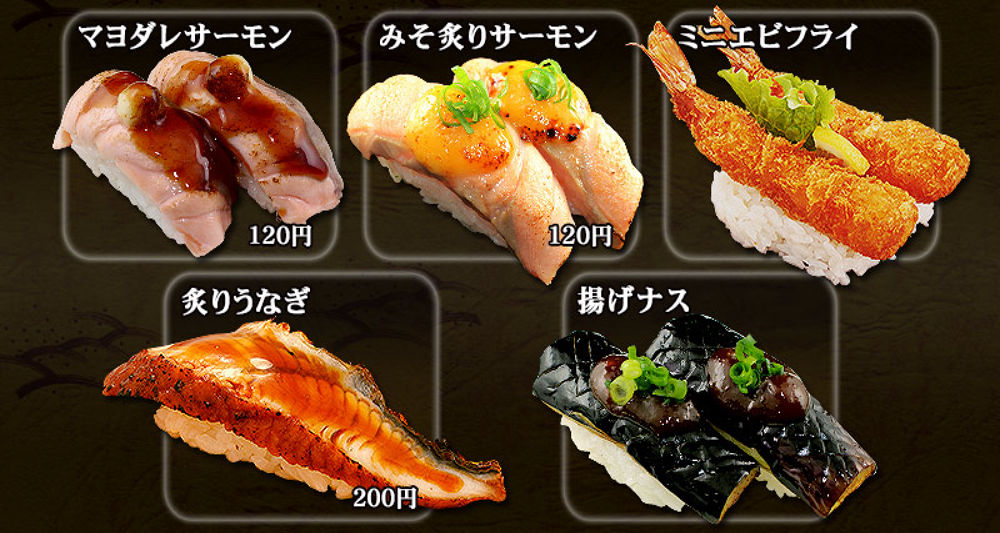 マヨダレサーモン
120円
みそ炙りサーモン
120円
ミニエビフライ
炙りうなぎ
200円
揚げナス